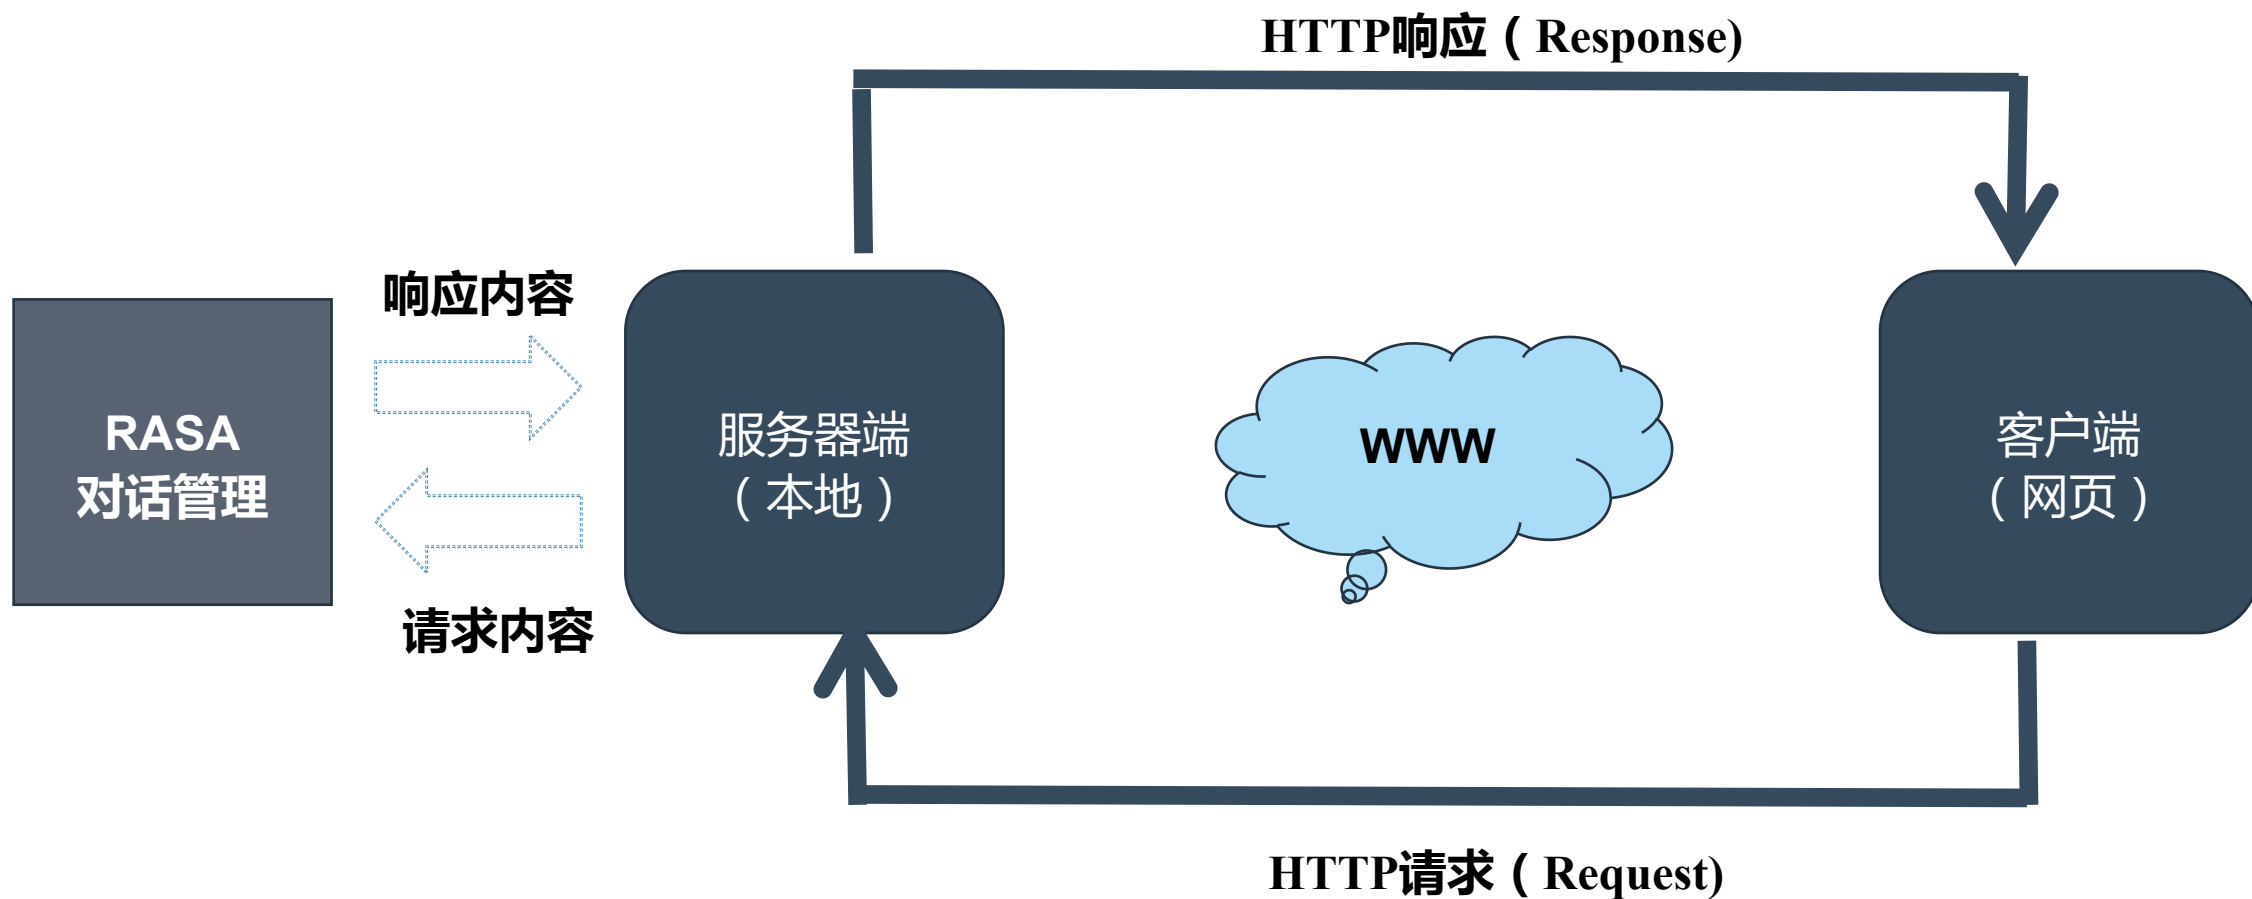 HTTP响应（Response)
响应内容
RASA
对话管理
服务器端
（本地）
WWW
客户端
（网页）
请求内容
HTTP请求（Request)